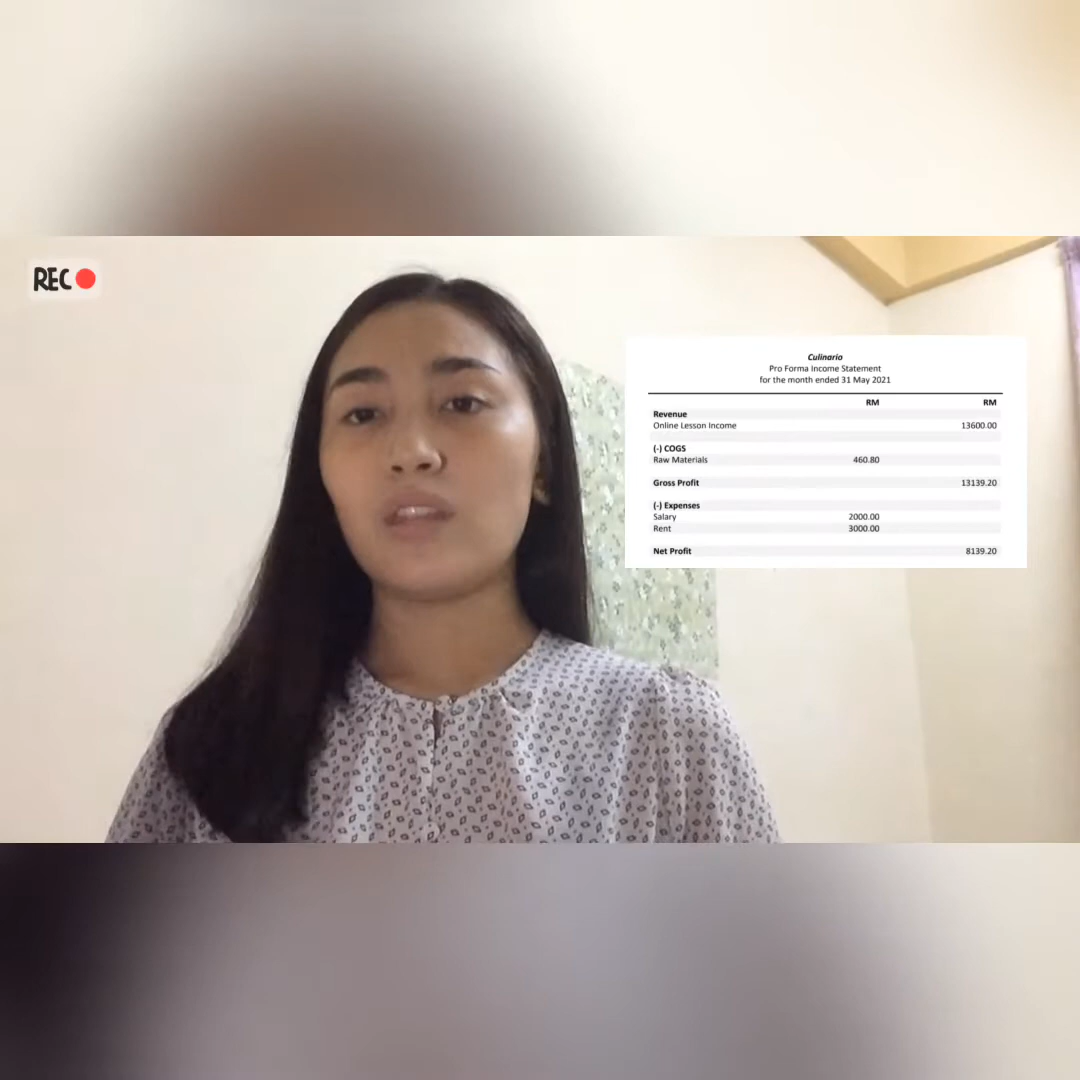 REC
Culinario
Pro Forma Income Statement
for the month ended 31 May 2021
RM RM
Revenue
Online Lesson Income 13600.00
(-) COGS
Raw Materials 460.80
Gross Profit 13139.20
(-) Expenses
Salary 2000.00
Rent 3000.00
Net Profit 8139.20